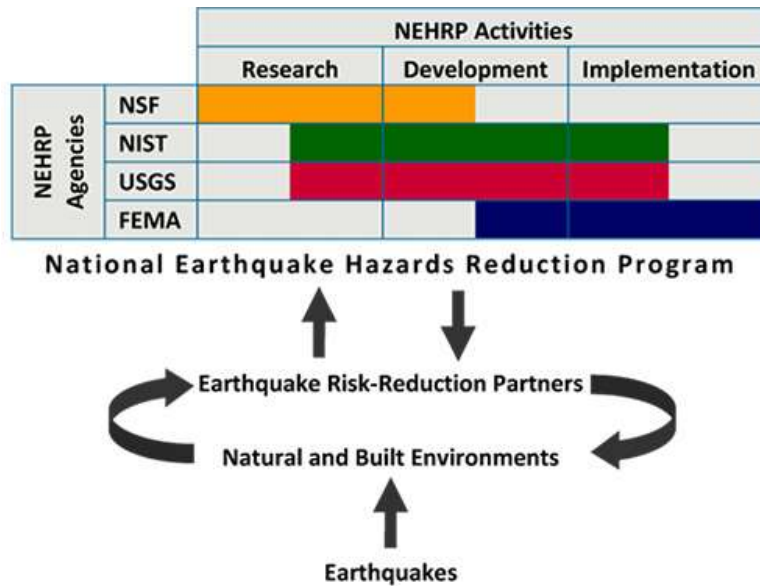 NEHRP Activities
Research Development Implementation
NEHRP
Agencies
NSF
NIST
USGS
FEMA
National Earthquake Hazards Reduction Program
Earthquake Risk-Reduction Partners
Natural and Built Environments
Earthquakes